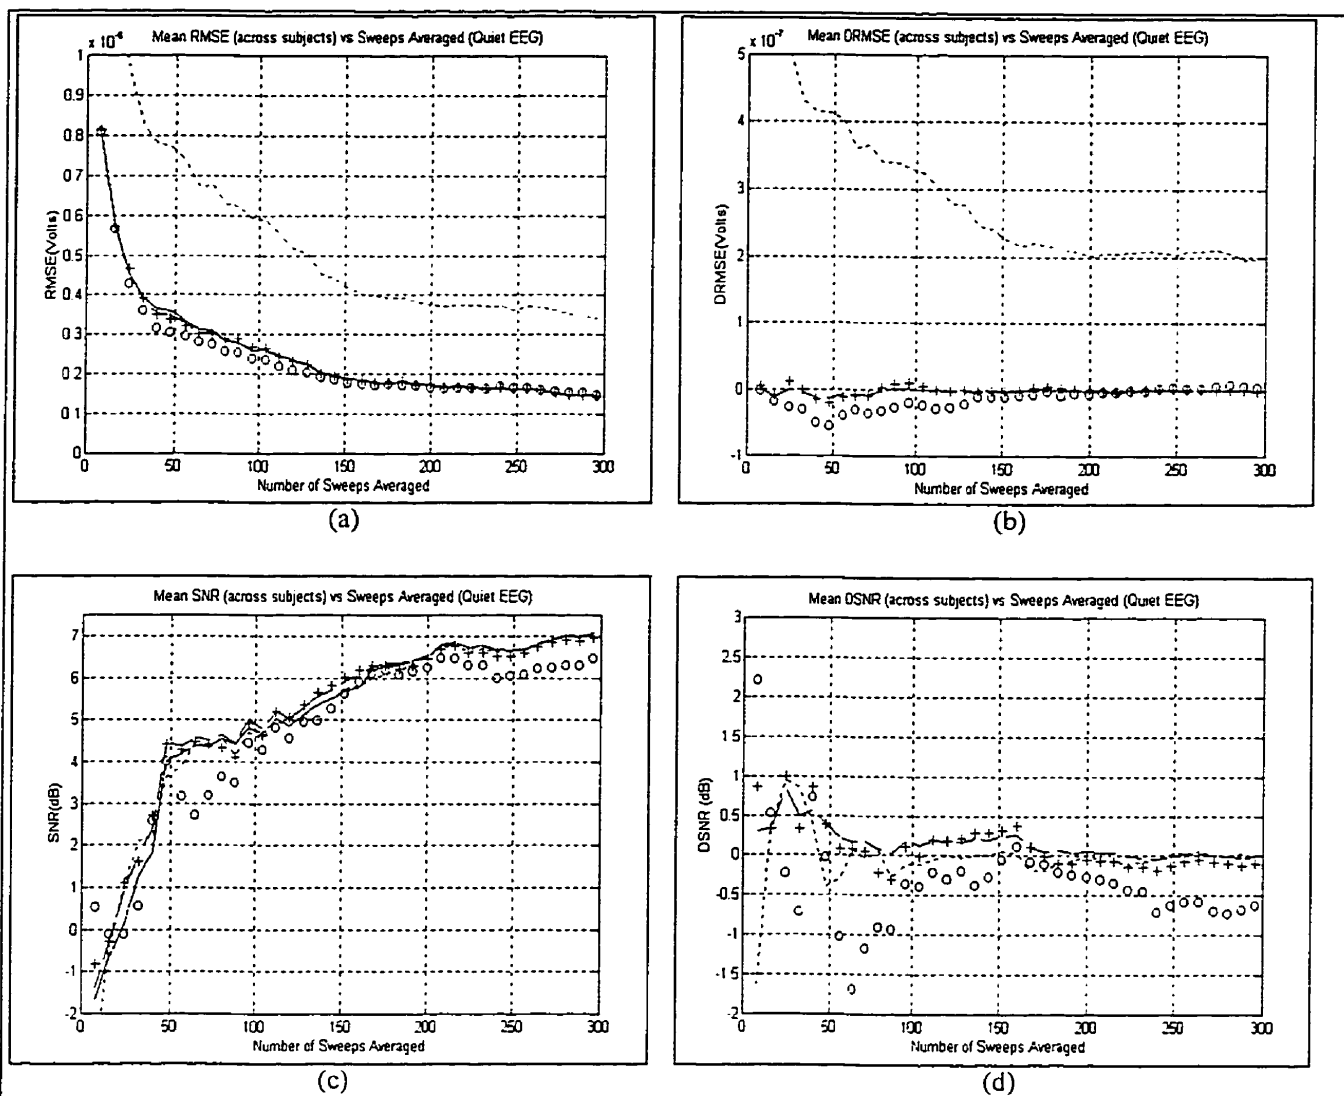 Mean RMSE (across subjects) vs Sweeps Averaged (Quiet EEG)
x 10⁻⁶
1
0.9
0.8
0.7
0.6
0.5
0.4
0.3
0.2
0.1
0
RMSE(Volts)
0 50 100 150 200 250 300
Number of Sweeps Averaged
(a)
Mean DRMSE (across subjects) vs Sweeps Averaged (Quiet EEG)
x 10⁻⁷
5
4
3
2
1
0
-1
DRMSE(Volts)
0 50 100 150 200 250 300
Number of Sweeps Averaged
(b)
Mean SNR (across subjects) vs Sweeps Averaged (Quiet EEG)
7
6
5
4
3
2
1
0
-1
-2
SNR(dB)
0 50 100 150 200 250 300
Number of Sweeps Averaged
(c)
Mean DSNR (across subjects) vs Sweeps Averaged (Quiet EEG)
3
2.5
2
1.5
1
0.5
0
-0.5
-1
-1.5
-2
DSNR (dB)
0 50 100 150 200 250 300
Number of Sweeps Averaged
(d)